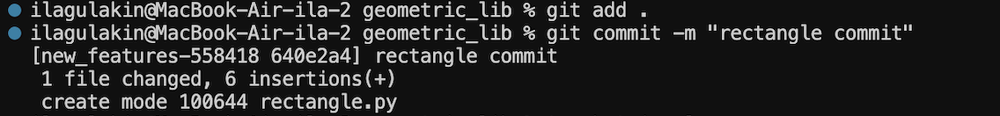 ilagulakin@MacBook-Air-ila-2 geometric_lib % git add .
ilagulakin@MacBook-Air-ila-2 geometric_lib % git commit -m "rectangle commit"
[new_features-558418 640e2a4] rectangle commit
1 file changed, 6 insertions(+)
create mode 100644 rectangle.py